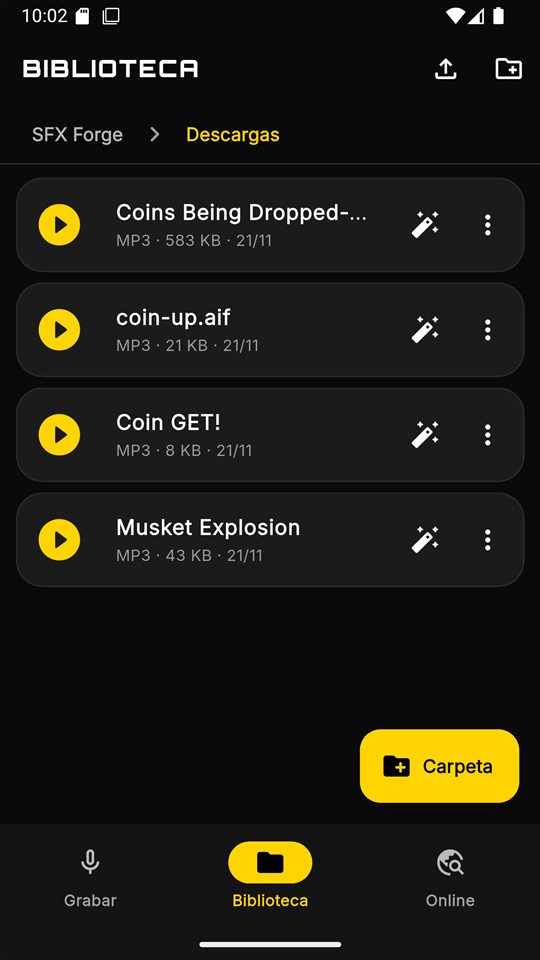 10:02
BIBLIOTECA
SFX Forge > Descargas
Coins Being Dropped-...
MP3 · 583 KB · 21/11
coin-up.aif
MP3 · 21 KB · 21/11
Coin GET!
MP3 · 8 KB · 21/11
Musket Explosion
MP3 · 43 KB · 21/11
Carpeta
Grabar
Biblioteca
Online